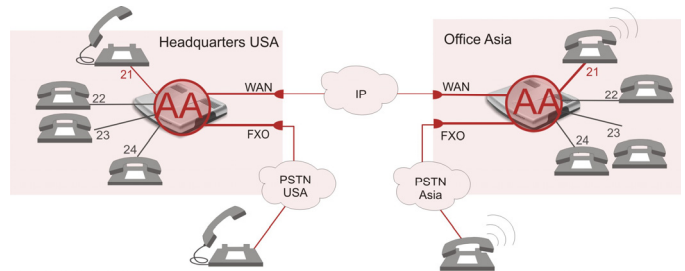 Headquarters USA
Office Asia
21
21
WAN
IP
WAN
22
AA
AA
22
23
FXO
FXO
23
24
24
PSTN
USA
PSTN
Asia